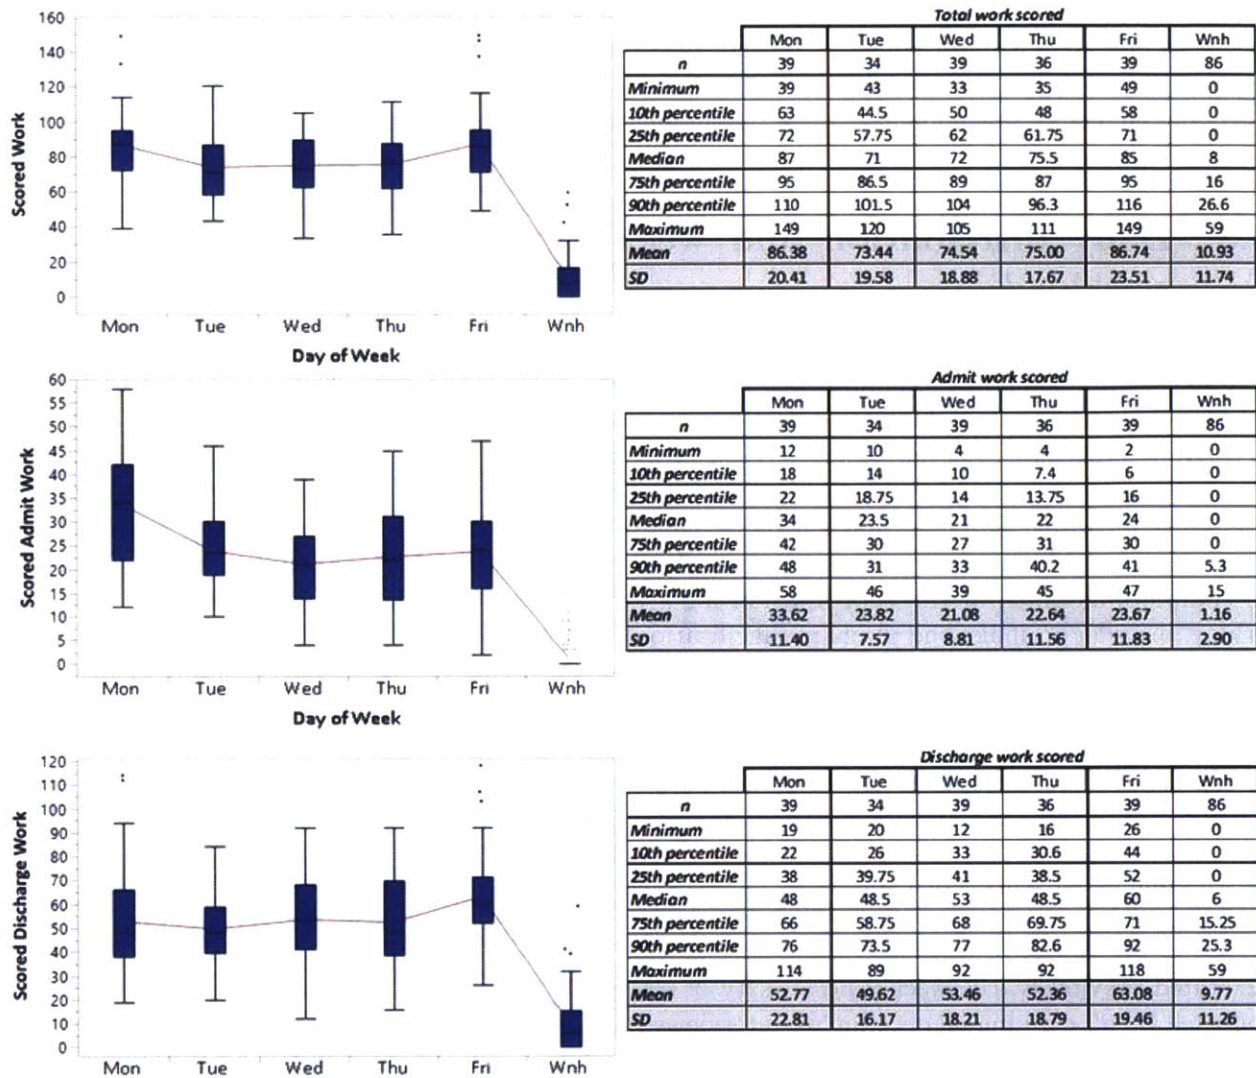 Scored Work
160
140
120
100
80
60
40
20
0
Mon Tue Wed Thu Fri Wnh
Day of Week
Total work scored
Mon Tue Wed Thu Fri Wnh
n 39 34 39 36 39 86
Minimum 39 43 33 35 49 0
10th percentile 63 44.5 50 48 58 0
25th percentile 72 57.75 62 61.75 71 0
Median 87 71 72 75.5 85 8
75th percentile 95 86.5 89 87 95 16
90th percentile 110 101.5 104 96.3 116 26.6
Maximum 149 120 105 111 149 59
Mean 86.38 73.44 74.54 75.00 86.74 10.93
SD 20.41 19.58 18.88 17.67 23.51 11.74
Scored Admit Work
60
55
50
45
40
35
30
25
20
15
10
5
0
Mon Tue Wed Thu Fri Wnh
Day of Week
Admit work scored
Mon Tue Wed Thu Fri Wnh
n 39 34 39 36 39 86
Minimum 12 10 4 4 2 0
10th percentile 18 14 10 7.4 6 0
25th percentile 22 18.75 14 13.75 16 0
Median 34 23.5 21 22 24 0
75th percentile 42 30 27 31 30 0
90th percentile 48 31 33 40.2 41 5.3
Maximum 58 46 39 45 47 15
Mean 33.62 23.82 21.08 22.64 23.67 1.16
SD 11.40 7.57 8.81 11.56 11.83 2.90
Scored Discharge Work
120
110
100
90
80
70
60
50
40
30
20
10
0
Mon Tue Wed Thu Fri Wnh
Discharge work scored
Mon Tue Wed Thu Fri Wnh
n 39 34 39 36 39 86
Minimum 19 20 12 16 26 0
10th percentile 22 26 33 30.6 44 0
25th percentile 38 39.75 41 38.5 52 0
Median 48 48.5 53 48.5 60 6
75th percentile 66 58.75 68 69.75 71 15.25
90th percentile 76 73.5 77 82.6 92 25.3
Maximum 114 89 92 92 118 59
Mean 52.77 49.62 53.46 52.36 63.08 9.77
SD 22.81 16.17 18.21 18.79 19.46 11.26